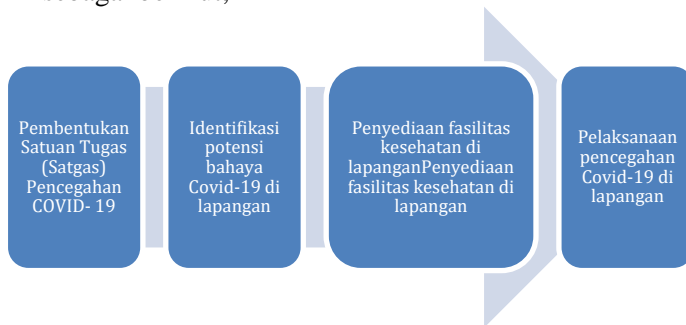 Pembentukan
Satuan Tugas
(Satgas)
Pencegahan
COVID- 19
Identifikasi
potensi
bahaya
Covid-19 di
lapangan
Penyediaan fasilitas
kesehatan di
lapanganPenyediaan
fasilitas kesehatan di
lapangan
Pelaksanaan
pencegahan
Covid-19 di
lapangan